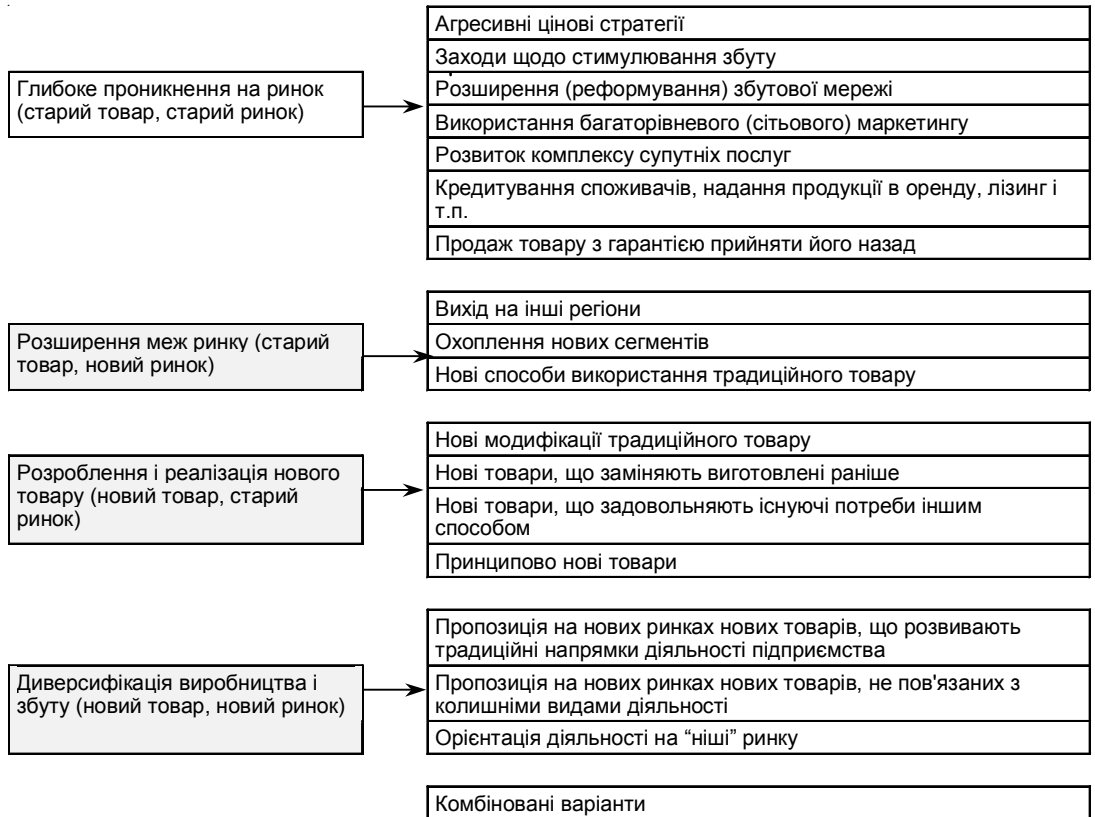 Глибоке проникнення на ринок
(старий товар, старий ринок)
Агресивні цінові стратегії
Заходи щодо стимулювання збуту
Розширення (реформування) збутової мережі
Використання багаторівневого (сітьового) маркетингу
Розвиток комплексу супутніх послуг
Кредитування споживачів, надання продукції в оренду, лізинг і
т.п.
Продаж товару з гарантією прийняти його назад
Розширення меж ринку (старий
товар, новий ринок)
Вихід на інші регіони
Охоплення нових сегментів
Нові способи використання традиційного товару
Розроблення і реалізація нового
товару (новий товар, старий
ринок)
Нові модифікації традиційного товару
Нові товари, що заміняють виготовлені раніше
Нові товари, що задовольняють існуючі потреби іншим
способом
Принципово нові товари
Диверсифікація виробництва і
збуту (новий товар, новий ринок)
Пропозиція на нових ринках нових товарів, що розвивають
традиційні напрямки діяльності підприємства
Пропозиція на нових ринках нових товарів, не пов'язаних з
колишніми видами діяльності
Орієнтація діяльності на “ніші” ринку
Комбіновані варіанти